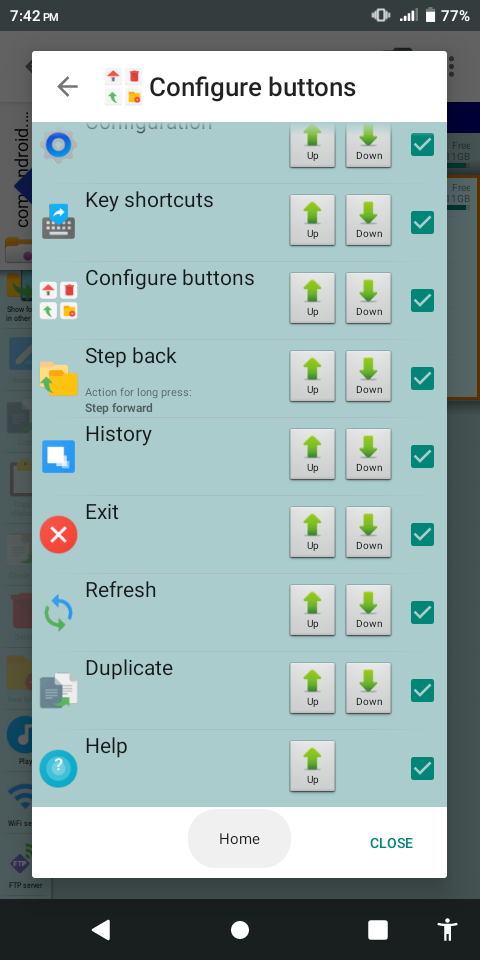 7:42 PM
77%
Configure buttons
Configuration
Up
Down
Free
11GB
Key shortcuts
Up
Down
Free
11GB
Configure buttons
Up
Down
Show fo
in other
Step back
Action for long press:
Step forward
Up
Down
History
Up
Down
Exit
Up
Down
Refresh
Up
Down
Duplicate
Up
Down
Help
Up
Play
WiFi se
Home
CLOSE
FTP
FTP server